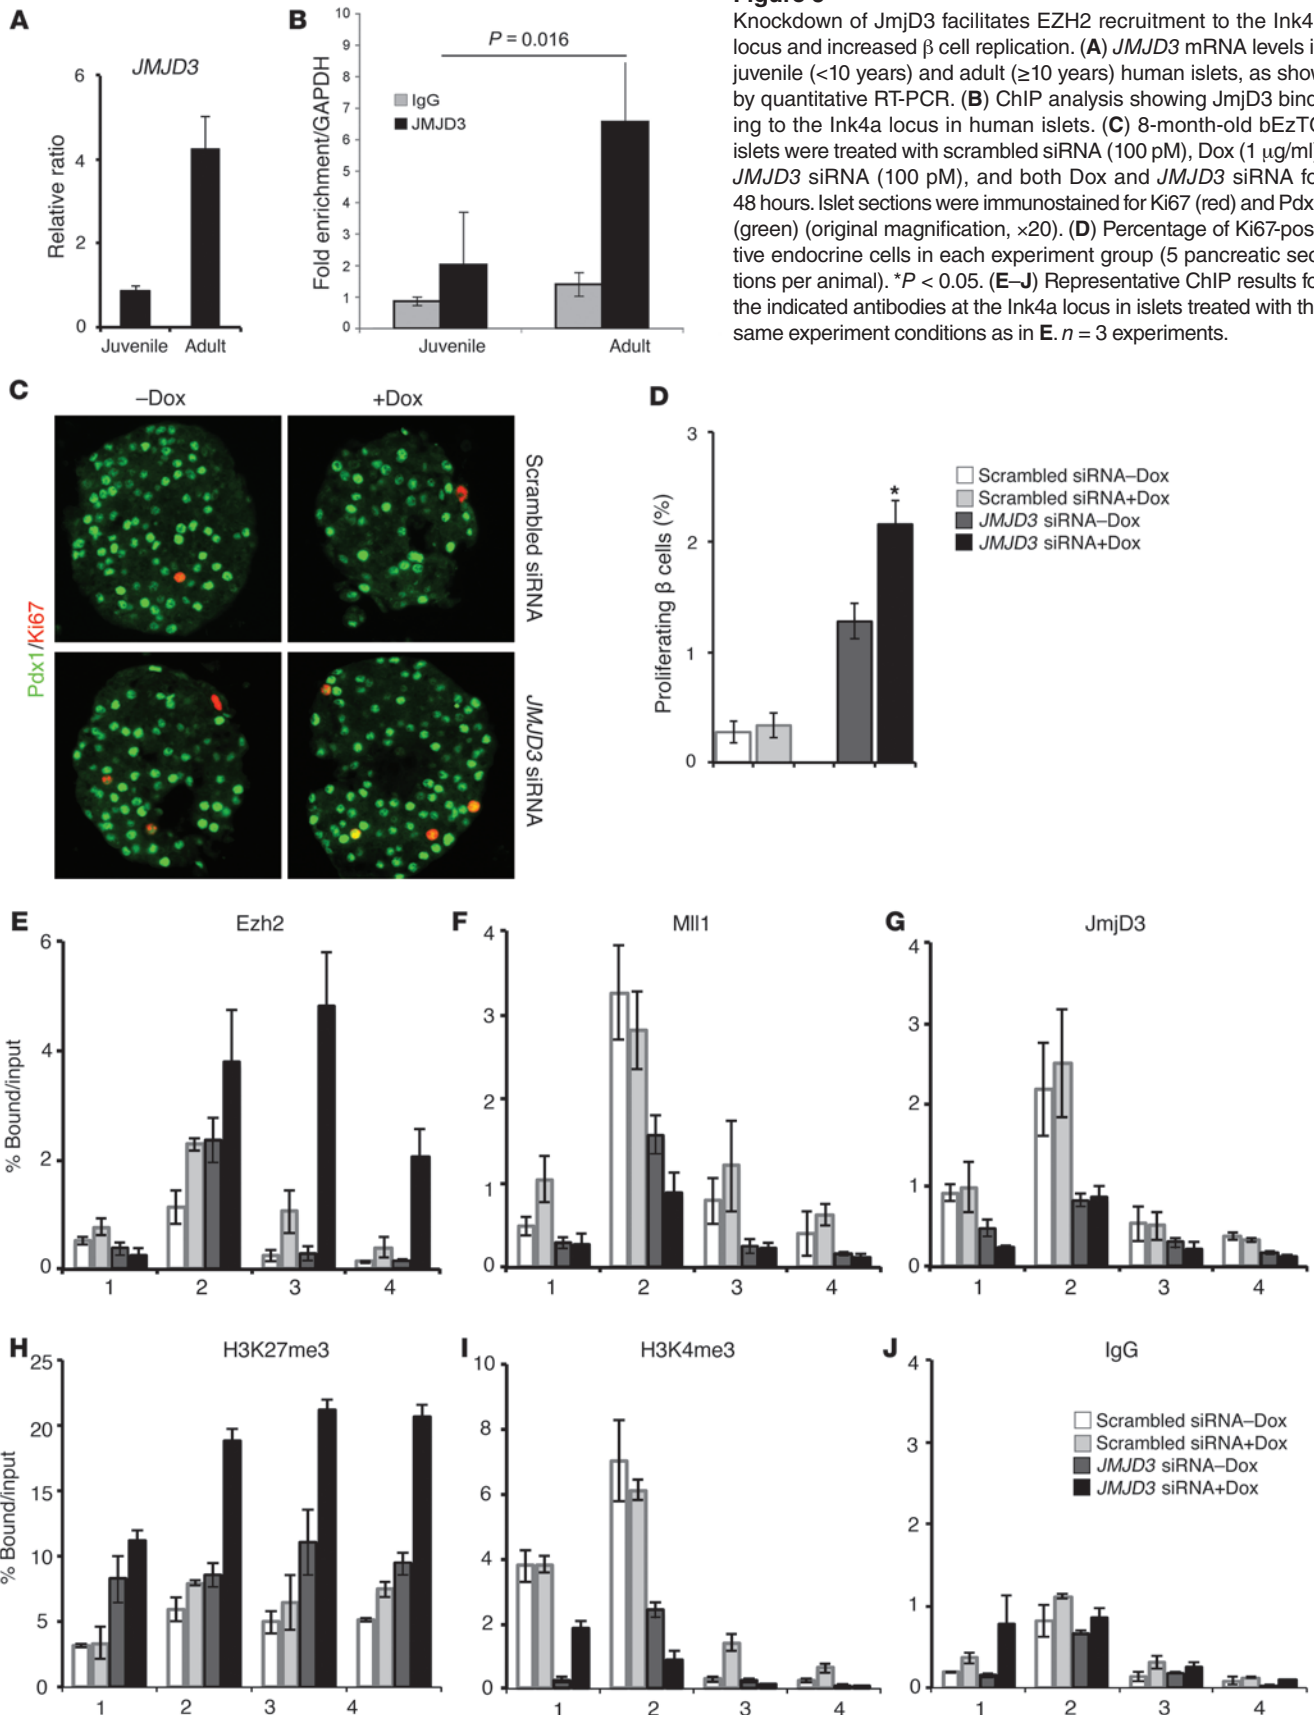 Knockdown of JmjD3 facilitates EZH2 recruitment to the Ink4
locus and increased β cell replication. (A) JMJD3 mRNA levels i
juvenile (<10 years) and adult (≥10 years) human islets, as show
by quantitative RT-PCR. (B) ChIP analysis showing JmjD3 bind
ing to the Ink4a locus in human islets. (C) 8-month-old bEzTG
islets were treated with scrambled siRNA (100 pM), Dox (1 μg/ml)
JMJD3 siRNA (100 pM), and both Dox and JMJD3 siRNA fo
48 hours. Islet sections were immunostained for Ki67 (red) and Pdx
(green) (original magnification, ×20). (D) Percentage of Ki67-pos
tive endocrine cells in each experiment group (5 pancreatic sec
tions per animal). *P < 0.05. (E–J) Representative ChIP results fo
the indicated antibodies at the Ink4a locus in islets treated with th
same experiment conditions as in E. n = 3 experiments.
A
JMJD3
Relative ratio
6
4
2
0
Juvenile
Adult
B
P = 0.016
Fold enrichment/GAPDH
10
9
8
7
6
5
4
3
2
1
0
IgG
JMJD3
Juvenile
Adult
C
–Dox
+Dox
Pdx1/Ki67
Scrambled siRNA
JMJD3 siRNA
D
Proliferating β cells (%)
3
2
1
0
*
Scrambled siRNA–Dox
Scrambled siRNA+Dox
JMJD3 siRNA–Dox
JMJD3 siRNA+Dox
E
Ezh2
% Bound/input
6
4
2
0
1 2 3 4
F
Mll1
4
3
2
1
0
1 2 3 4
G
JmjD3
4
3
2
1
0
1 2 3 4
H
H3K27me3
% Bound/input
25
20
15
10
5
0
1 2 3 4
I
H3K4me3
10
8
6
4
2
0
1 2 3 4
J
IgG
4
3
2
1
0
Scrambled siRNA–Dox
Scrambled siRNA+Dox
JMJD3 siRNA–Dox
JMJD3 siRNA+Dox
1 2 3 4